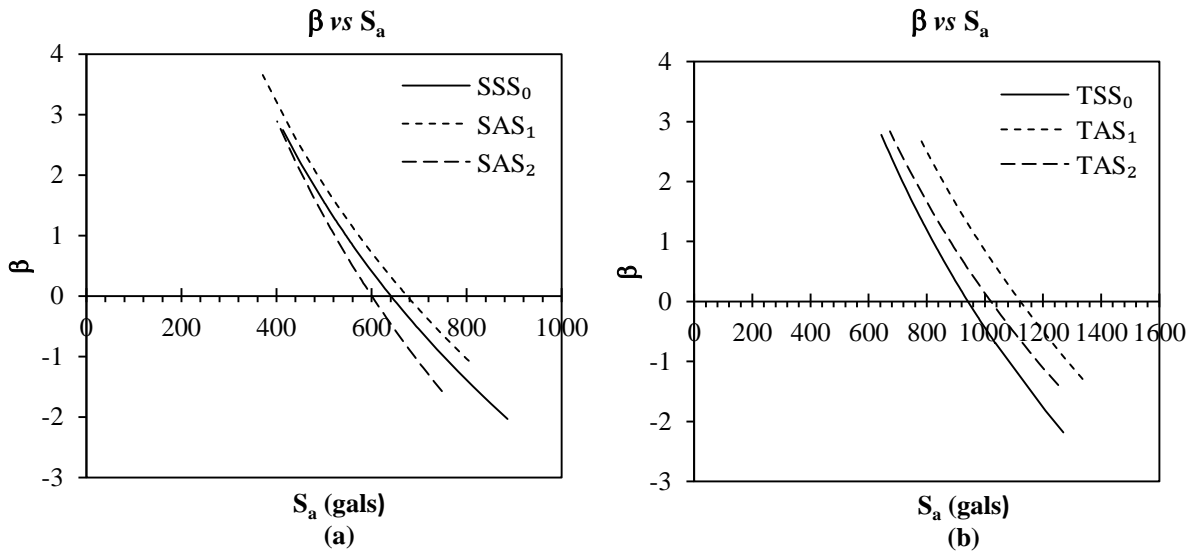 β vs Sₐ
4
3
2
1
0
-1
-2
-3
β
0 200 400 600 800 1000
SSS₀
SAS₁
SAS₂
Sₐ (gals)
(a)
β vs Sₐ
4
3
2
1
0
-1
-2
-3
β
0 200 400 600 800 1000 1200 1400 1600
TSS₀
TAS₁
TAS₂
Sₐ (gals)
(b)